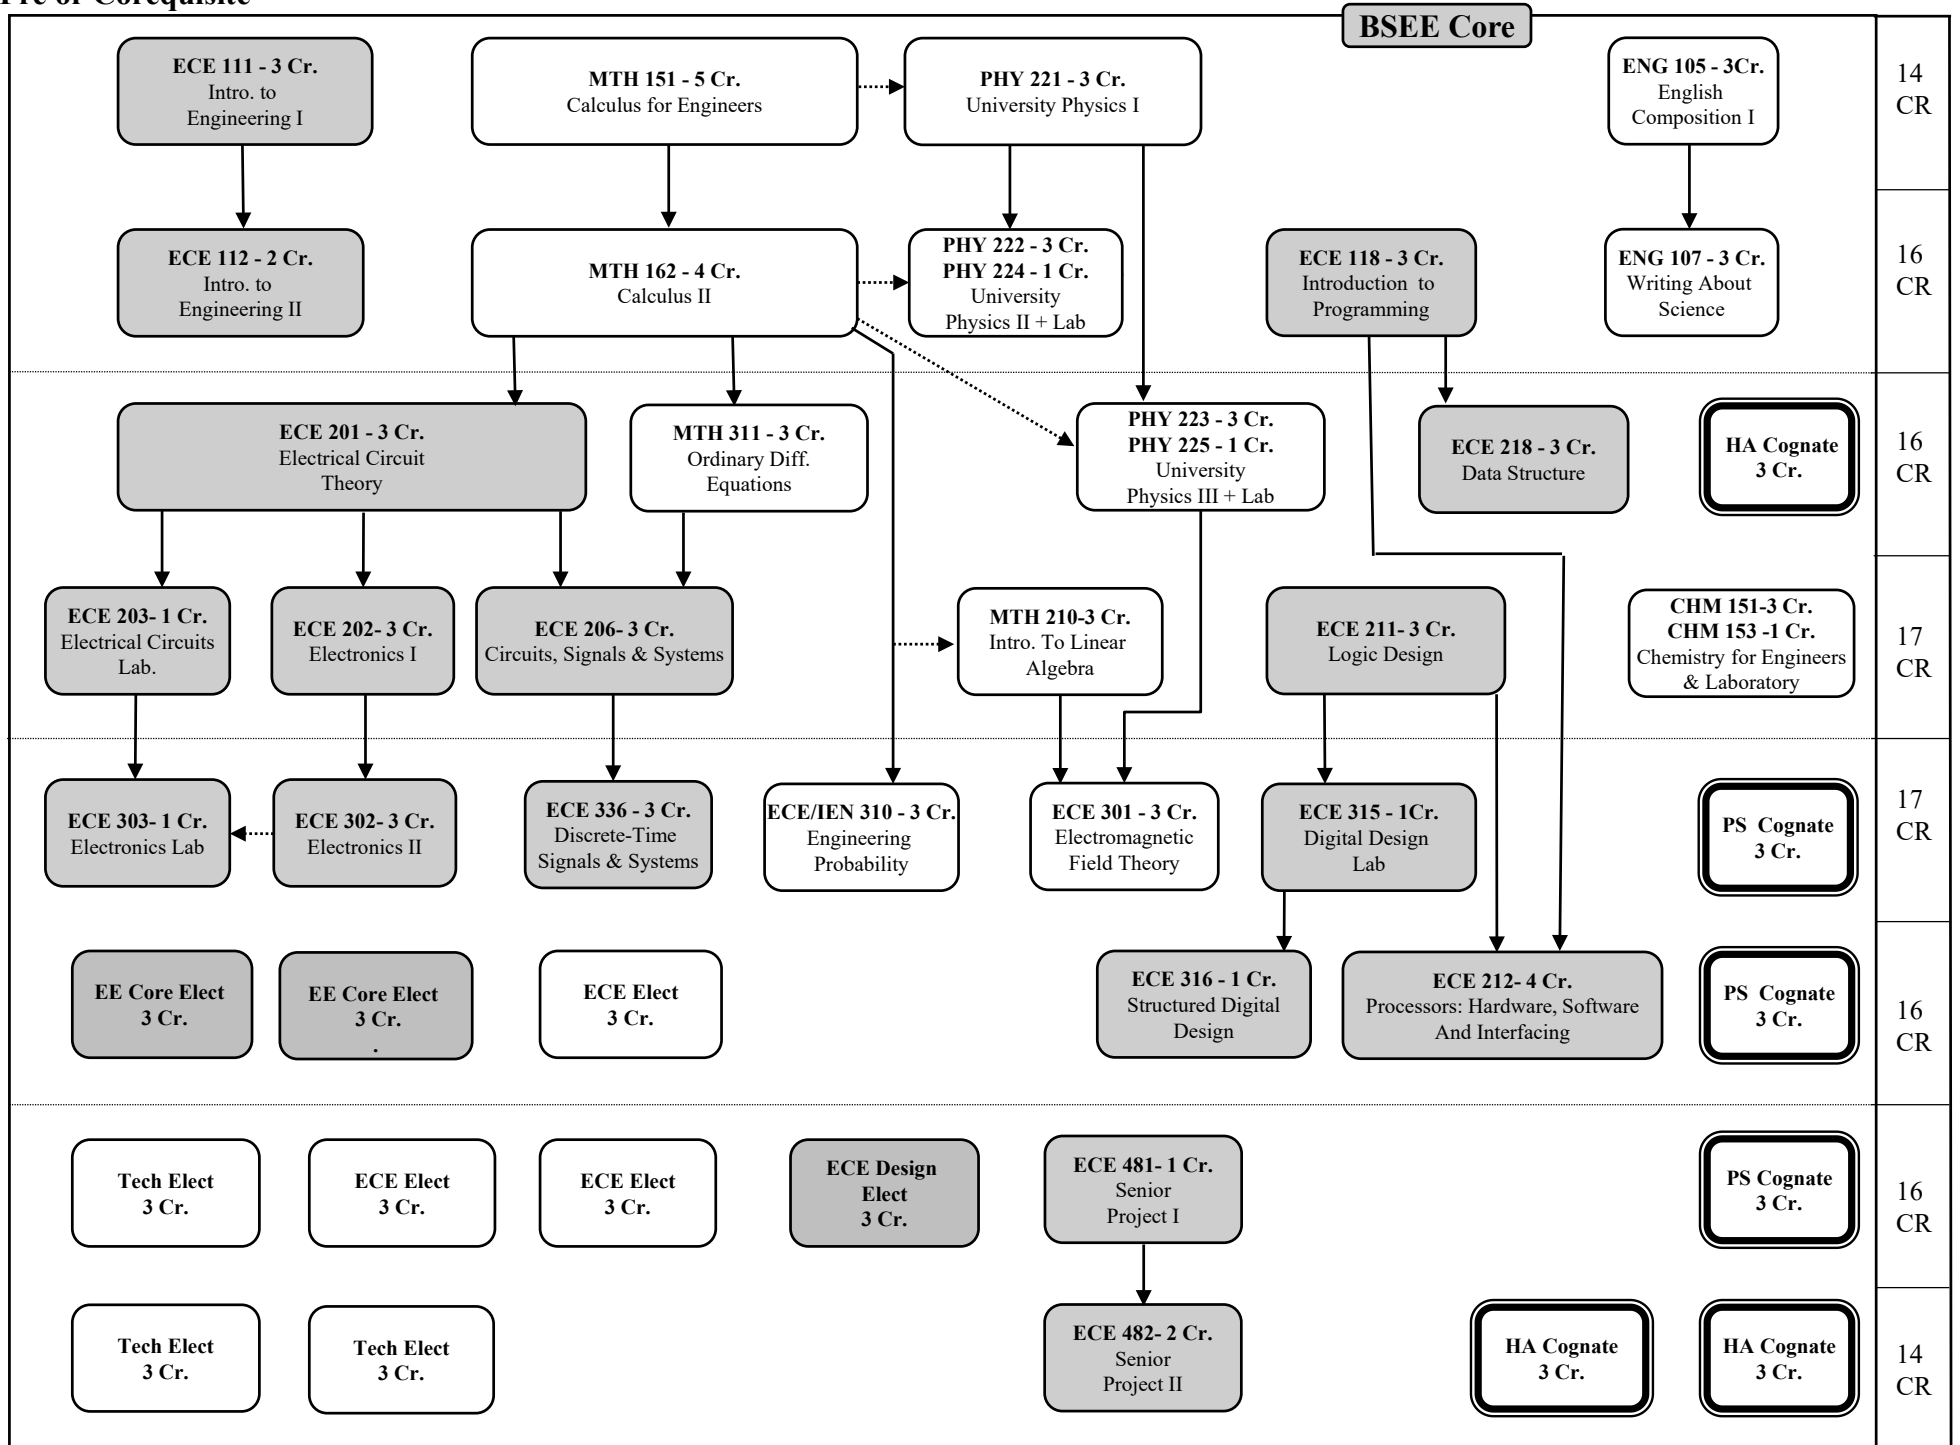 Pre or Corequisite
BSEE Core
ECE 111 - 3 Cr.
Intro. to
Engineering I
MTH 151 - 5 Cr.
Calculus for Engineers
PHY 221 - 3 Cr.
University Physics I
ENG 105 - 3Cr.
English
Composition I
14
CR
ECE 112 - 2 Cr.
Intro. to
Engineering II
MTH 162 - 4 Cr.
Calculus II
PHY 222 - 3 Cr.
PHY 224 - 1 Cr.
University
Physics II + Lab
ECE 118 - 3 Cr.
Introduction to
Programming
ENG 107 - 3 Cr.
Writing About
Science
16
CR
ECE 201 - 3 Cr.
Electrical Circuit
Theory
MTH 311 - 3 Cr.
Ordinary Diff.
Equations
PHY 223 - 3 Cr.
PHY 225 - 1 Cr.
University
Physics III + Lab
ECE 218 - 3 Cr.
Data Structure
HA Cognate
3 Cr.
16
CR
ECE 203- 1 Cr.
Electrical Circuits
Lab.
ECE 202- 3 Cr.
Electronics I
ECE 206- 3 Cr.
Circuits, Signals & Systems
MTH 210-3 Cr.
Intro. To Linear
Algebra
ECE 211- 3 Cr.
Logic Design
CHM 151-3 Cr.
CHM 153 -1 Cr.
Chemistry for Engineers
& Laboratory
17
CR
ECE 303- 1 Cr.
Electronics Lab
ECE 302- 3 Cr.
Electronics II
ECE 336 - 3 Cr.
Discrete-Time
Signals & Systems
ECE/IEN 310 - 3 Cr.
Engineering
Probability
ECE 301 - 3 Cr.
Electromagnetic
Field Theory
ECE 315 - 1Cr.
Digital Design
Lab
PS Cognate
3 Cr.
17
CR
EE Core Elect
3 Cr.
EE Core Elect
3 Cr.
.
ECE Elect
3 Cr.
ECE 316 - 1 Cr.
Structured Digital
Design
ECE 212- 4 Cr.
Processors: Hardware, Software
And Interfacing
PS Cognate
3 Cr.
16
CR
Tech Elect
3 Cr.
ECE Elect
3 Cr.
ECE Elect
3 Cr.
ECE Design
Elect
3 Cr.
ECE 481- 1 Cr.
Senior
Project I
PS Cognate
3 Cr.
16
CR
Tech Elect
3 Cr.
Tech Elect
3 Cr.
ECE 482- 2 Cr.
Senior
Project II
HA Cognate
3 Cr.
HA Cognate
3 Cr.
14
CR